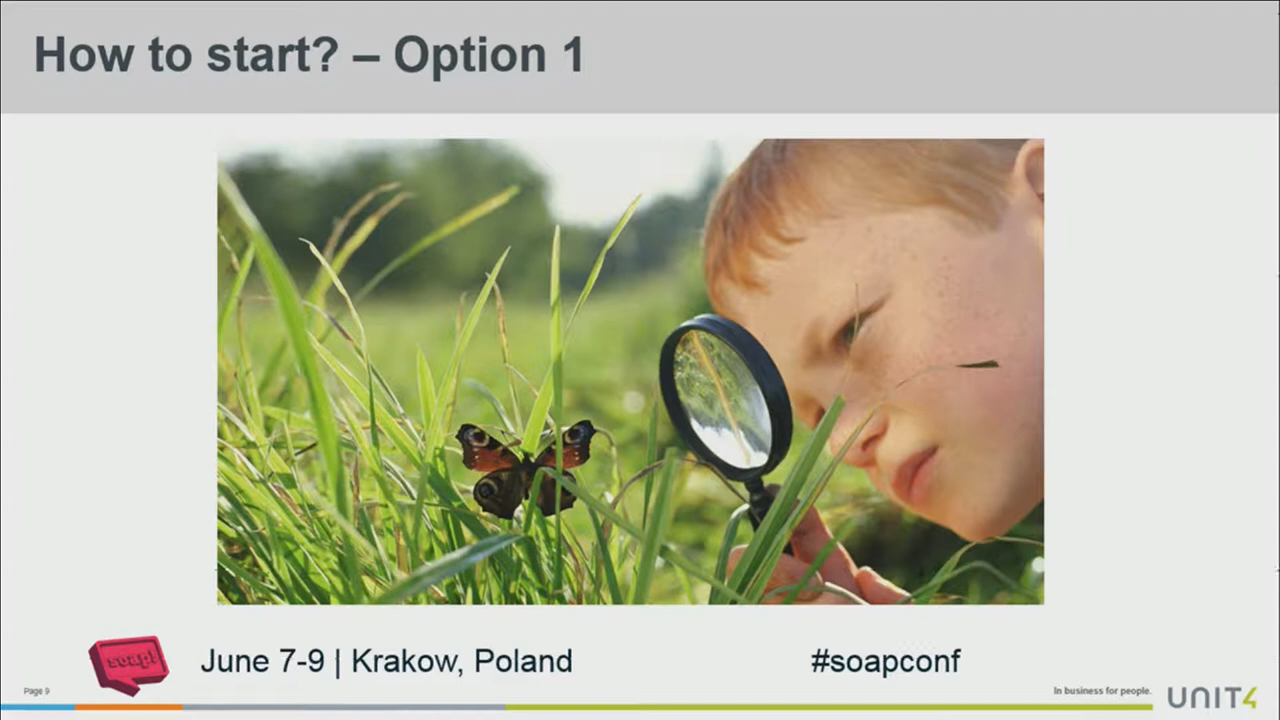 How to start? – Option 1
soap!
June 7-9 | Krakow, Poland
#soapconf
Page 9
In business for people.
UNIT4